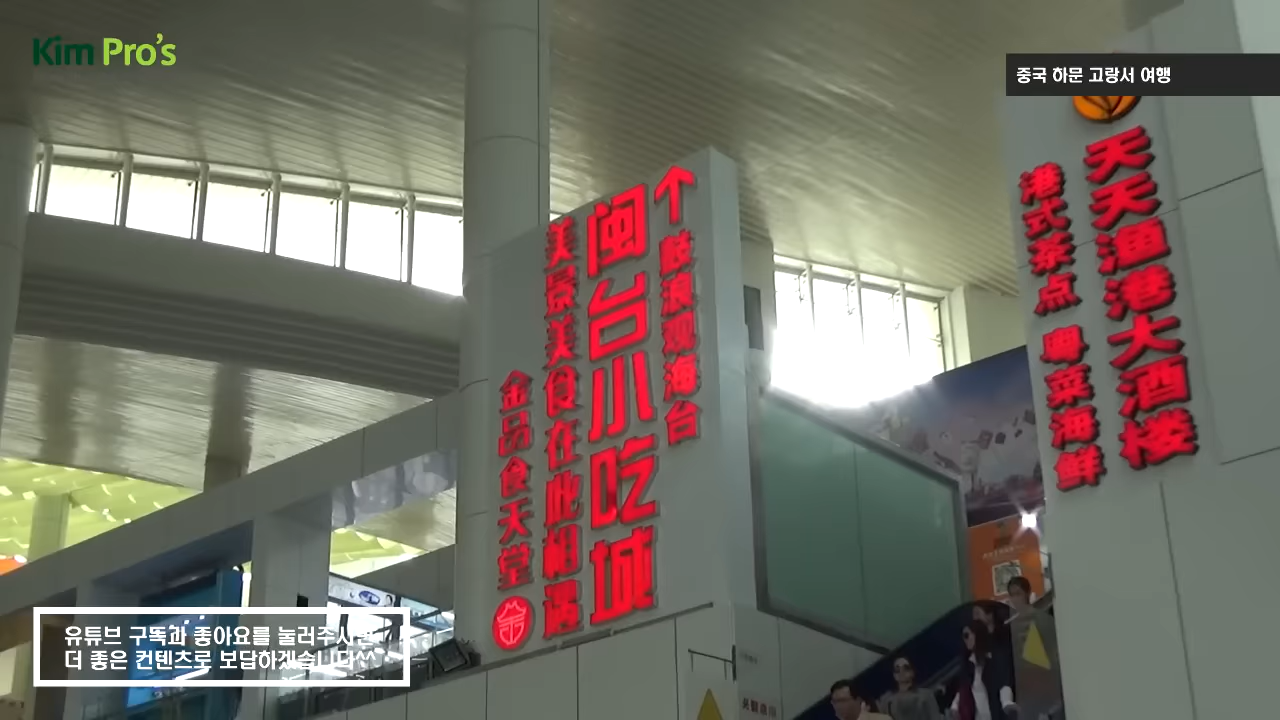 Kim Pro's
중국 하문 고랑서 여행
个鼓浪观海台
闽台小吃城
美景美食在此相遇
金品食天堂
天天渔港大酒楼
港式茶点 粤菜海鲜
유튜브 구독과 좋아요를 눌러주시면
더 좋은 컨텐츠로 보답하겠습니다^^